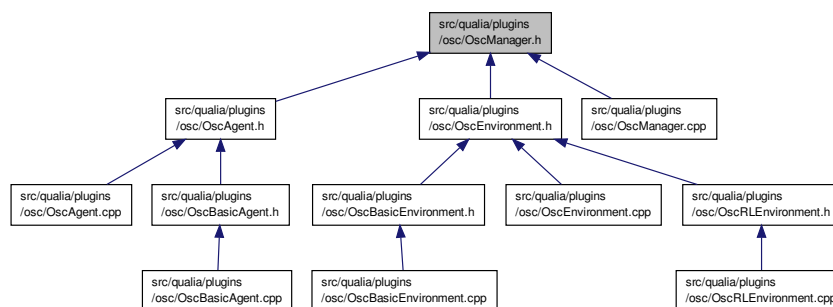 src/qualia/plugins
/osc/OscManager.h
src/qualia/plugins
/osc/OscAgent.h
src/qualia/plugins
/osc/OscEnvironment.h
src/qualia/plugins
/osc/OscManager.cpp
src/qualia/plugins
/osc/OscAgent.cpp
src/qualia/plugins
/osc/OscBasicAgent.h
src/qualia/plugins
/osc/OscBasicEnvironment.h
src/qualia/plugins
/osc/OscEnvironment.cpp
src/qualia/plugins
/osc/OscRLEnvironment.h
src/qualia/plugins
/osc/OscBasicAgent.cpp
src/qualia/plugins
/osc/OscBasicEnvironment.cpp
src/qualia/plugins
/osc/OscRLEnvironment.cpp